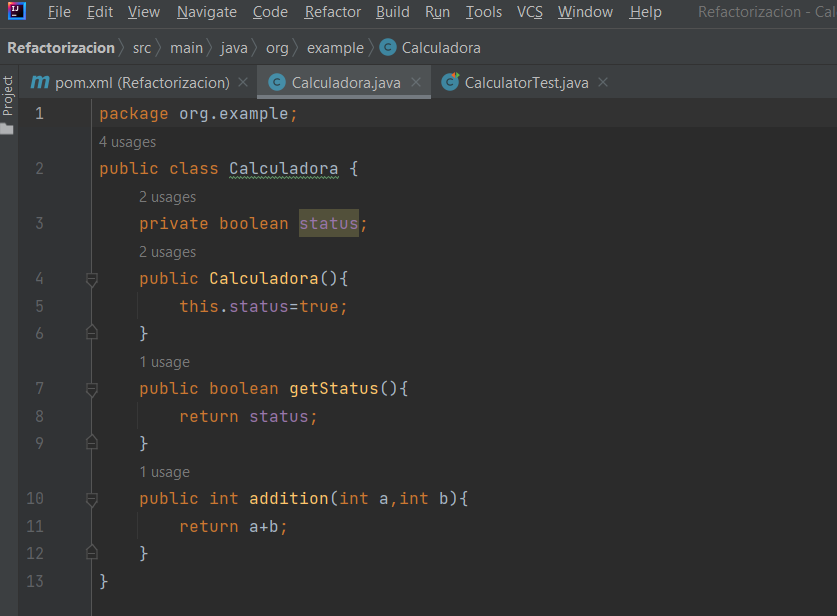 File Edit View Navigate Code Refactor Build Run Tools VCS Window Help Refactorizacion - Cal
Refactorizacion src main java org example Calculadora
Project
pom.xml (Refactorizacion) Calculadora.java CalculatorTest.java
1 package org.example;
4 usages
2 public class Calculadora {
2 usages
3 private boolean status;
2 usages
4 public Calculadora(){
5 this.status=true;
6 }
1 usage
7 public boolean getStatus(){
8 return status;
9 }
1 usage
10 public int addition(int a,int b){
11 return a+b;
12 }
13 }